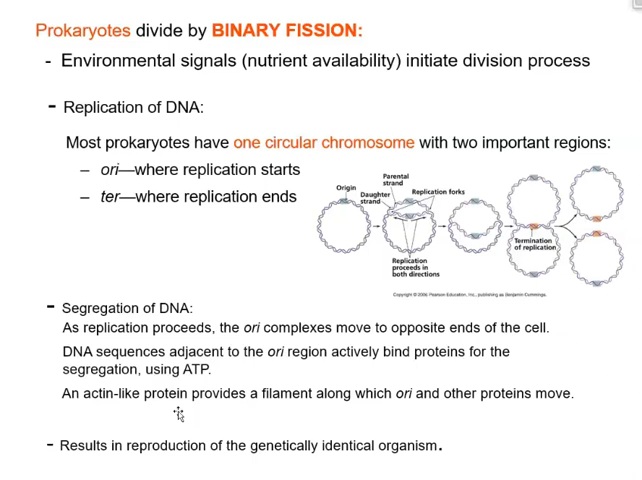 Prokaryotes divide by BINARY FISSION:
- Environmental signals (nutrient availability) initiate division process
- Replication of DNA:
Most prokaryotes have one circular chromosome with two important regions:
– ori—where replication starts
– ter—where replication ends
Origin
Parental
strand
Daughter
strand
Replication forks
Replication
proceeds in
both directions
Termination
of replication
Copyright © 2006 Pearson Education, Inc., publishing as Benjamin Cummings.
- Segregation of DNA:
As replication proceeds, the ori complexes move to opposite ends of the cell.
DNA sequences adjacent to the ori region actively bind proteins for the
segregation, using ATP.
An actin-like protein provides a filament along which ori and other proteins move.
- Results in reproduction of the genetically identical organism.